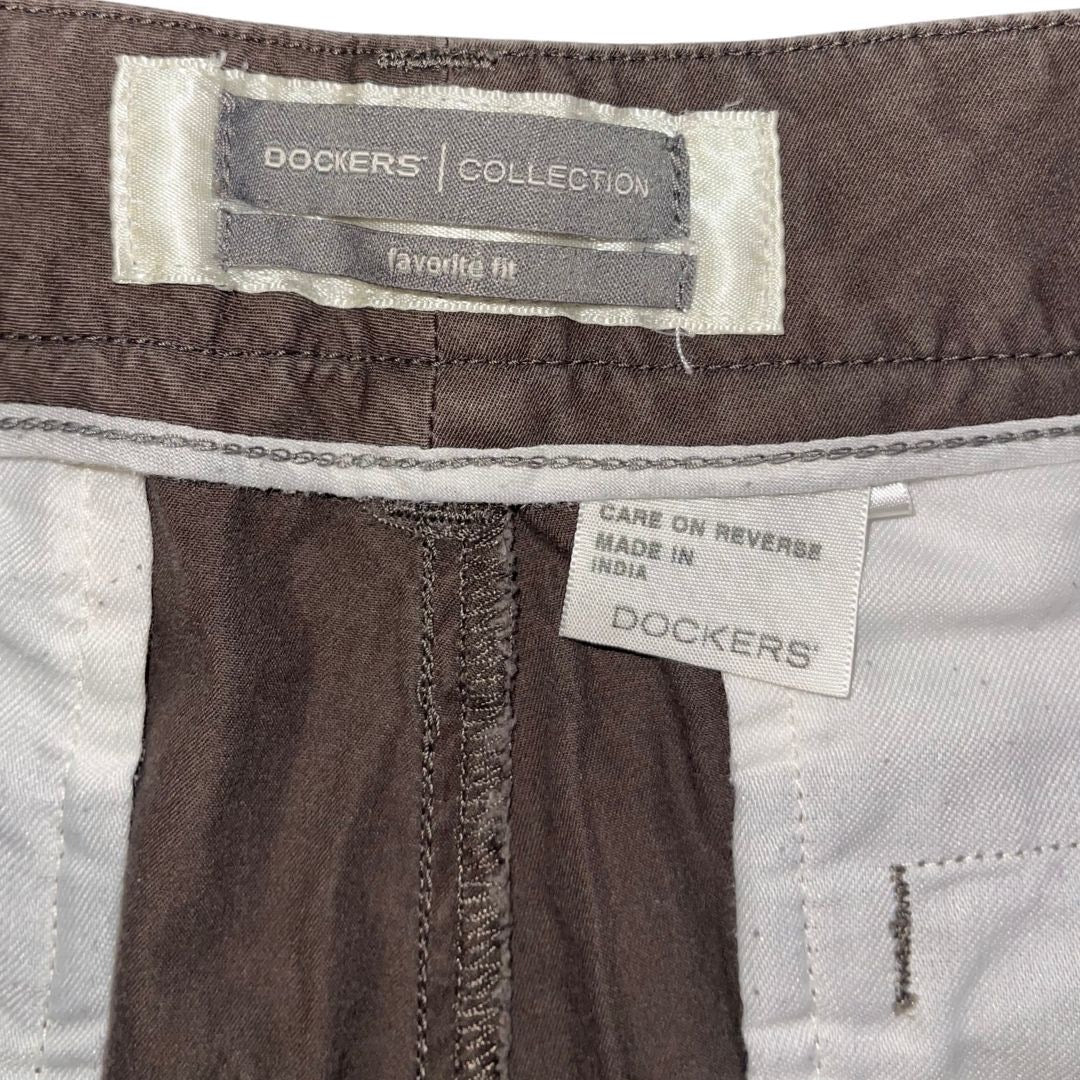 DOCKERS® | COLLECTION
favorite fit
CARE ON REVERSE
MADE IN
INDIA
DOCKERS®